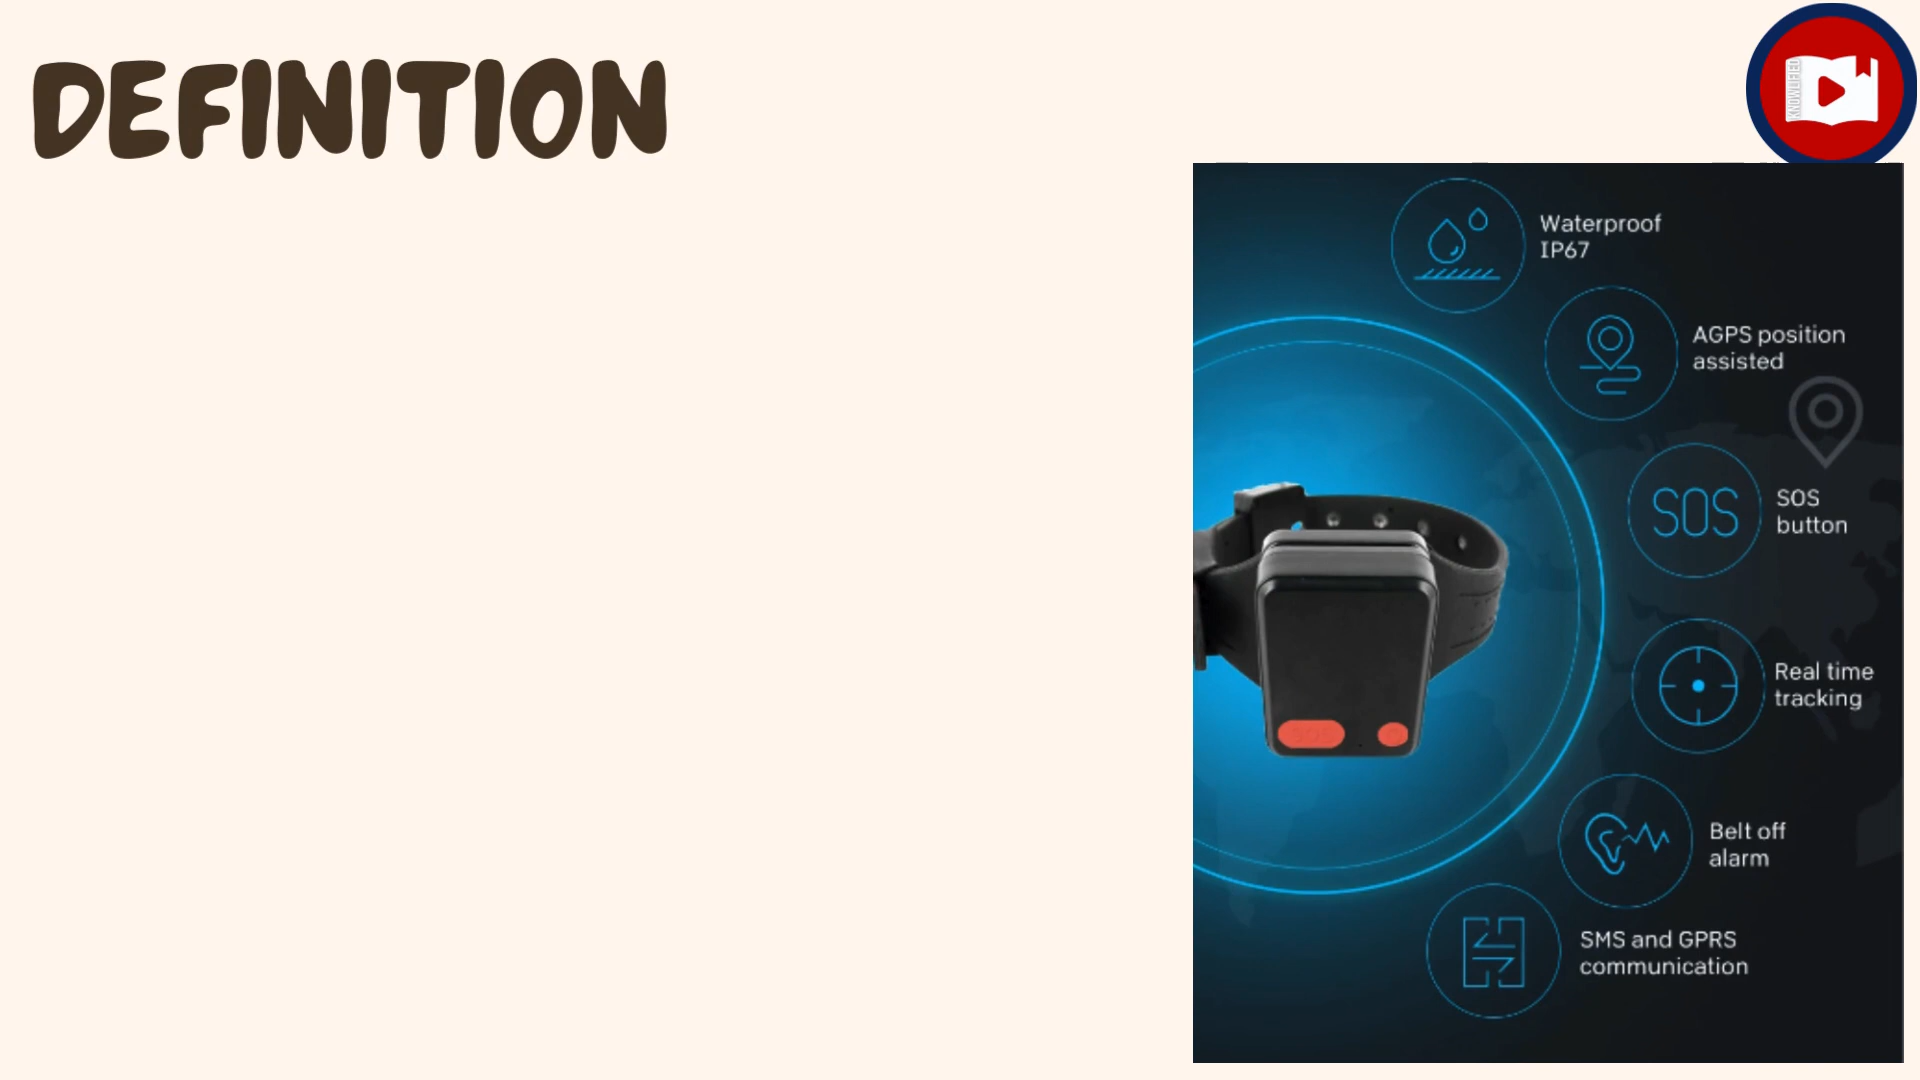 DEFINITION
KNOWLIFIED
Waterproof
IP67
AGPS position
assisted
SOS
SOS
button
Real time
tracking
Belt off
alarm
SMS and GPRS
communication